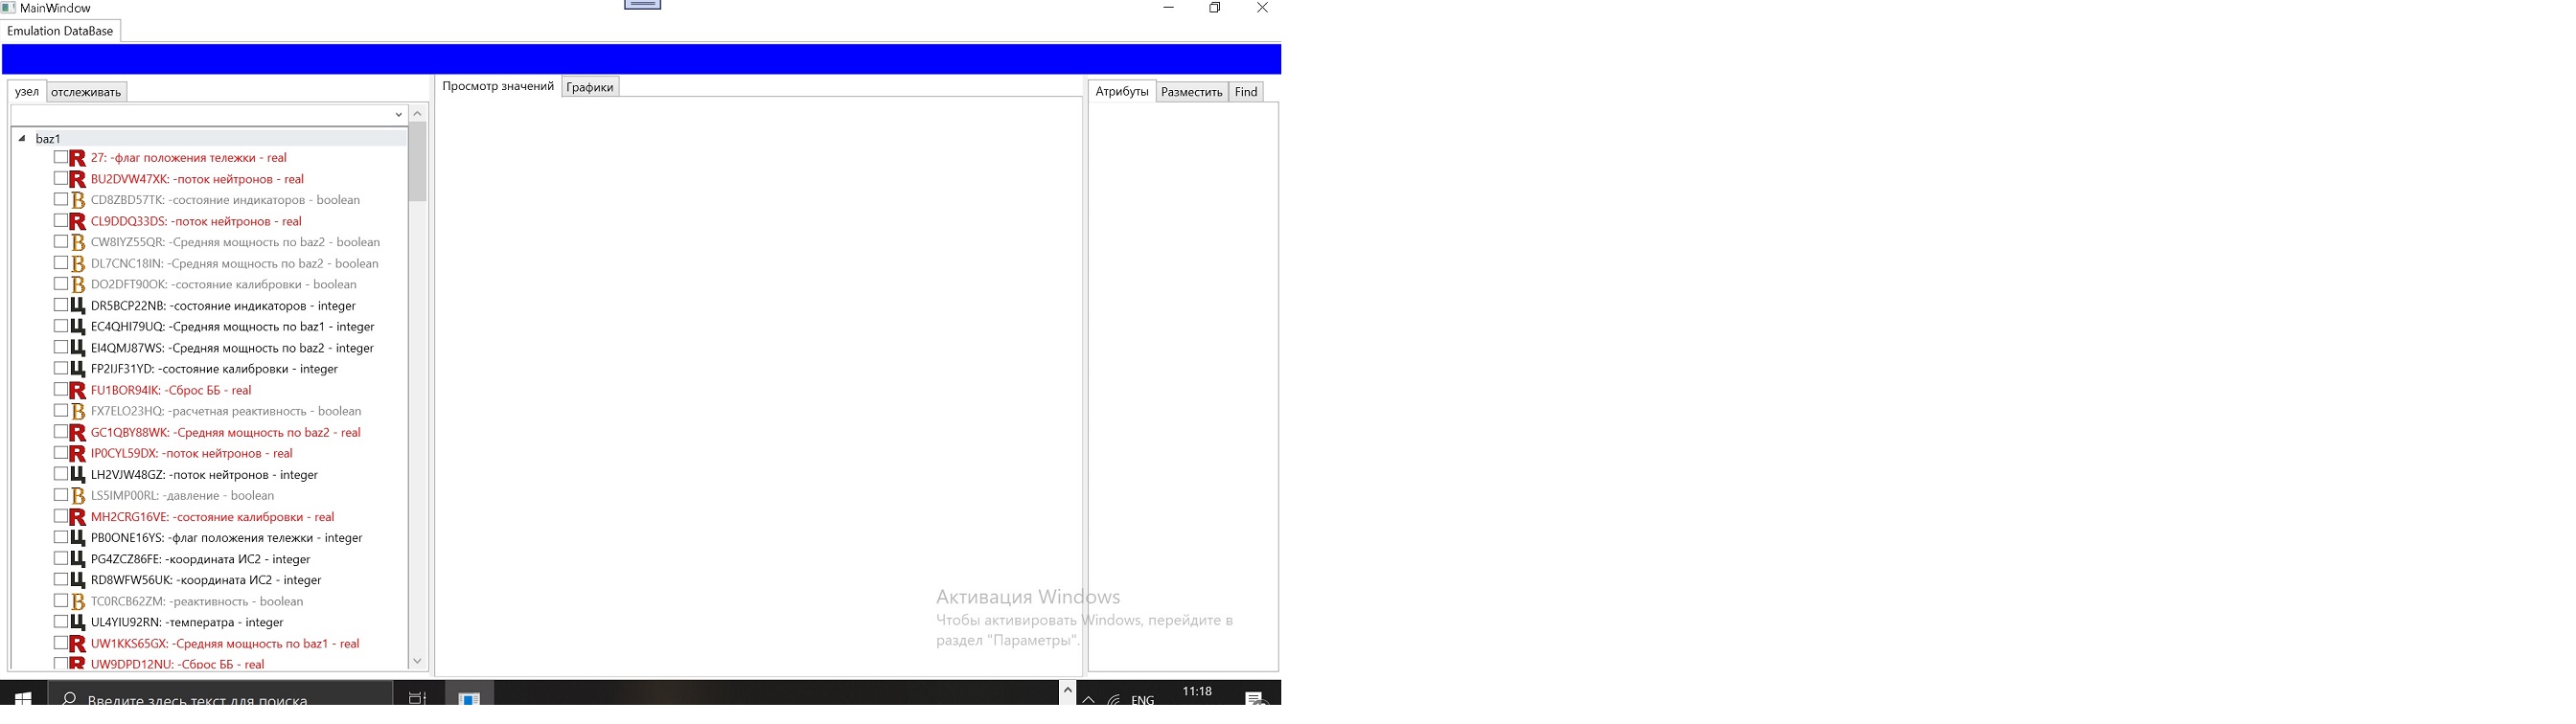 MainWindow
Emulation DataBase
узел отслеживать
Просмотр значений Графики
Атрибуты Разместить Find
baz1
R 27: -флаг положения тележки - real
R BU2DVW47XK: -поток нейтронов - real
B CD8ZBD57TK: -состояние индикаторов - boolean
R CL9DDQ33DS: -поток нейтронов - real
B CW8IYZ55QR: -Средняя мощность по baz2 - boolean
B DL7CNC18IN: -Средняя мощность по baz2 - boolean
B DO2DFT90OK: -состояние калибровки - boolean
Ц DR5BCP22NB: -состояние индикаторов - integer
Ц EC4QHI79UQ: -Средняя мощность по baz1 - integer
Ц EI4QMJ87WS: -Средняя мощность по baz2 - integer
Ц FP2IJF31YD: -состояние калибровки - integer
R FU1BOR94IK: -Сброс ББ - real
B FX7ELO23HQ: -расчетная реактивность - boolean
R GC1QBY88WK: -Средняя мощность по baz2 - real
R IP0CYL59DX: -поток нейтронов - real
Ц LH2VJW48GZ: -поток нейтронов - integer
B LS5IMP00RL: -давление - boolean
R MH2CRG16VE: -состояние калибровки - real
Ц PB0ONE16YS: -флаг положения тележки - integer
Ц PG4ZCZ86FE: -координата ИС2 - integer
Ц RD8WFW56UK: -координата ИС2 - integer
B TC0RCB62ZM: -реактивность - boolean
Ц UL4YIU92RN: -температра - integer
R UW1KKS65GX: -Средняя мощность по baz1 - real
R UW9DPD12NU: -Сброс ББ - real
Активация Windows
Чтобы активировать Windows, перейдите в
раздел "Параметры".
Введите здесь текст для поиска
ENG
11:18